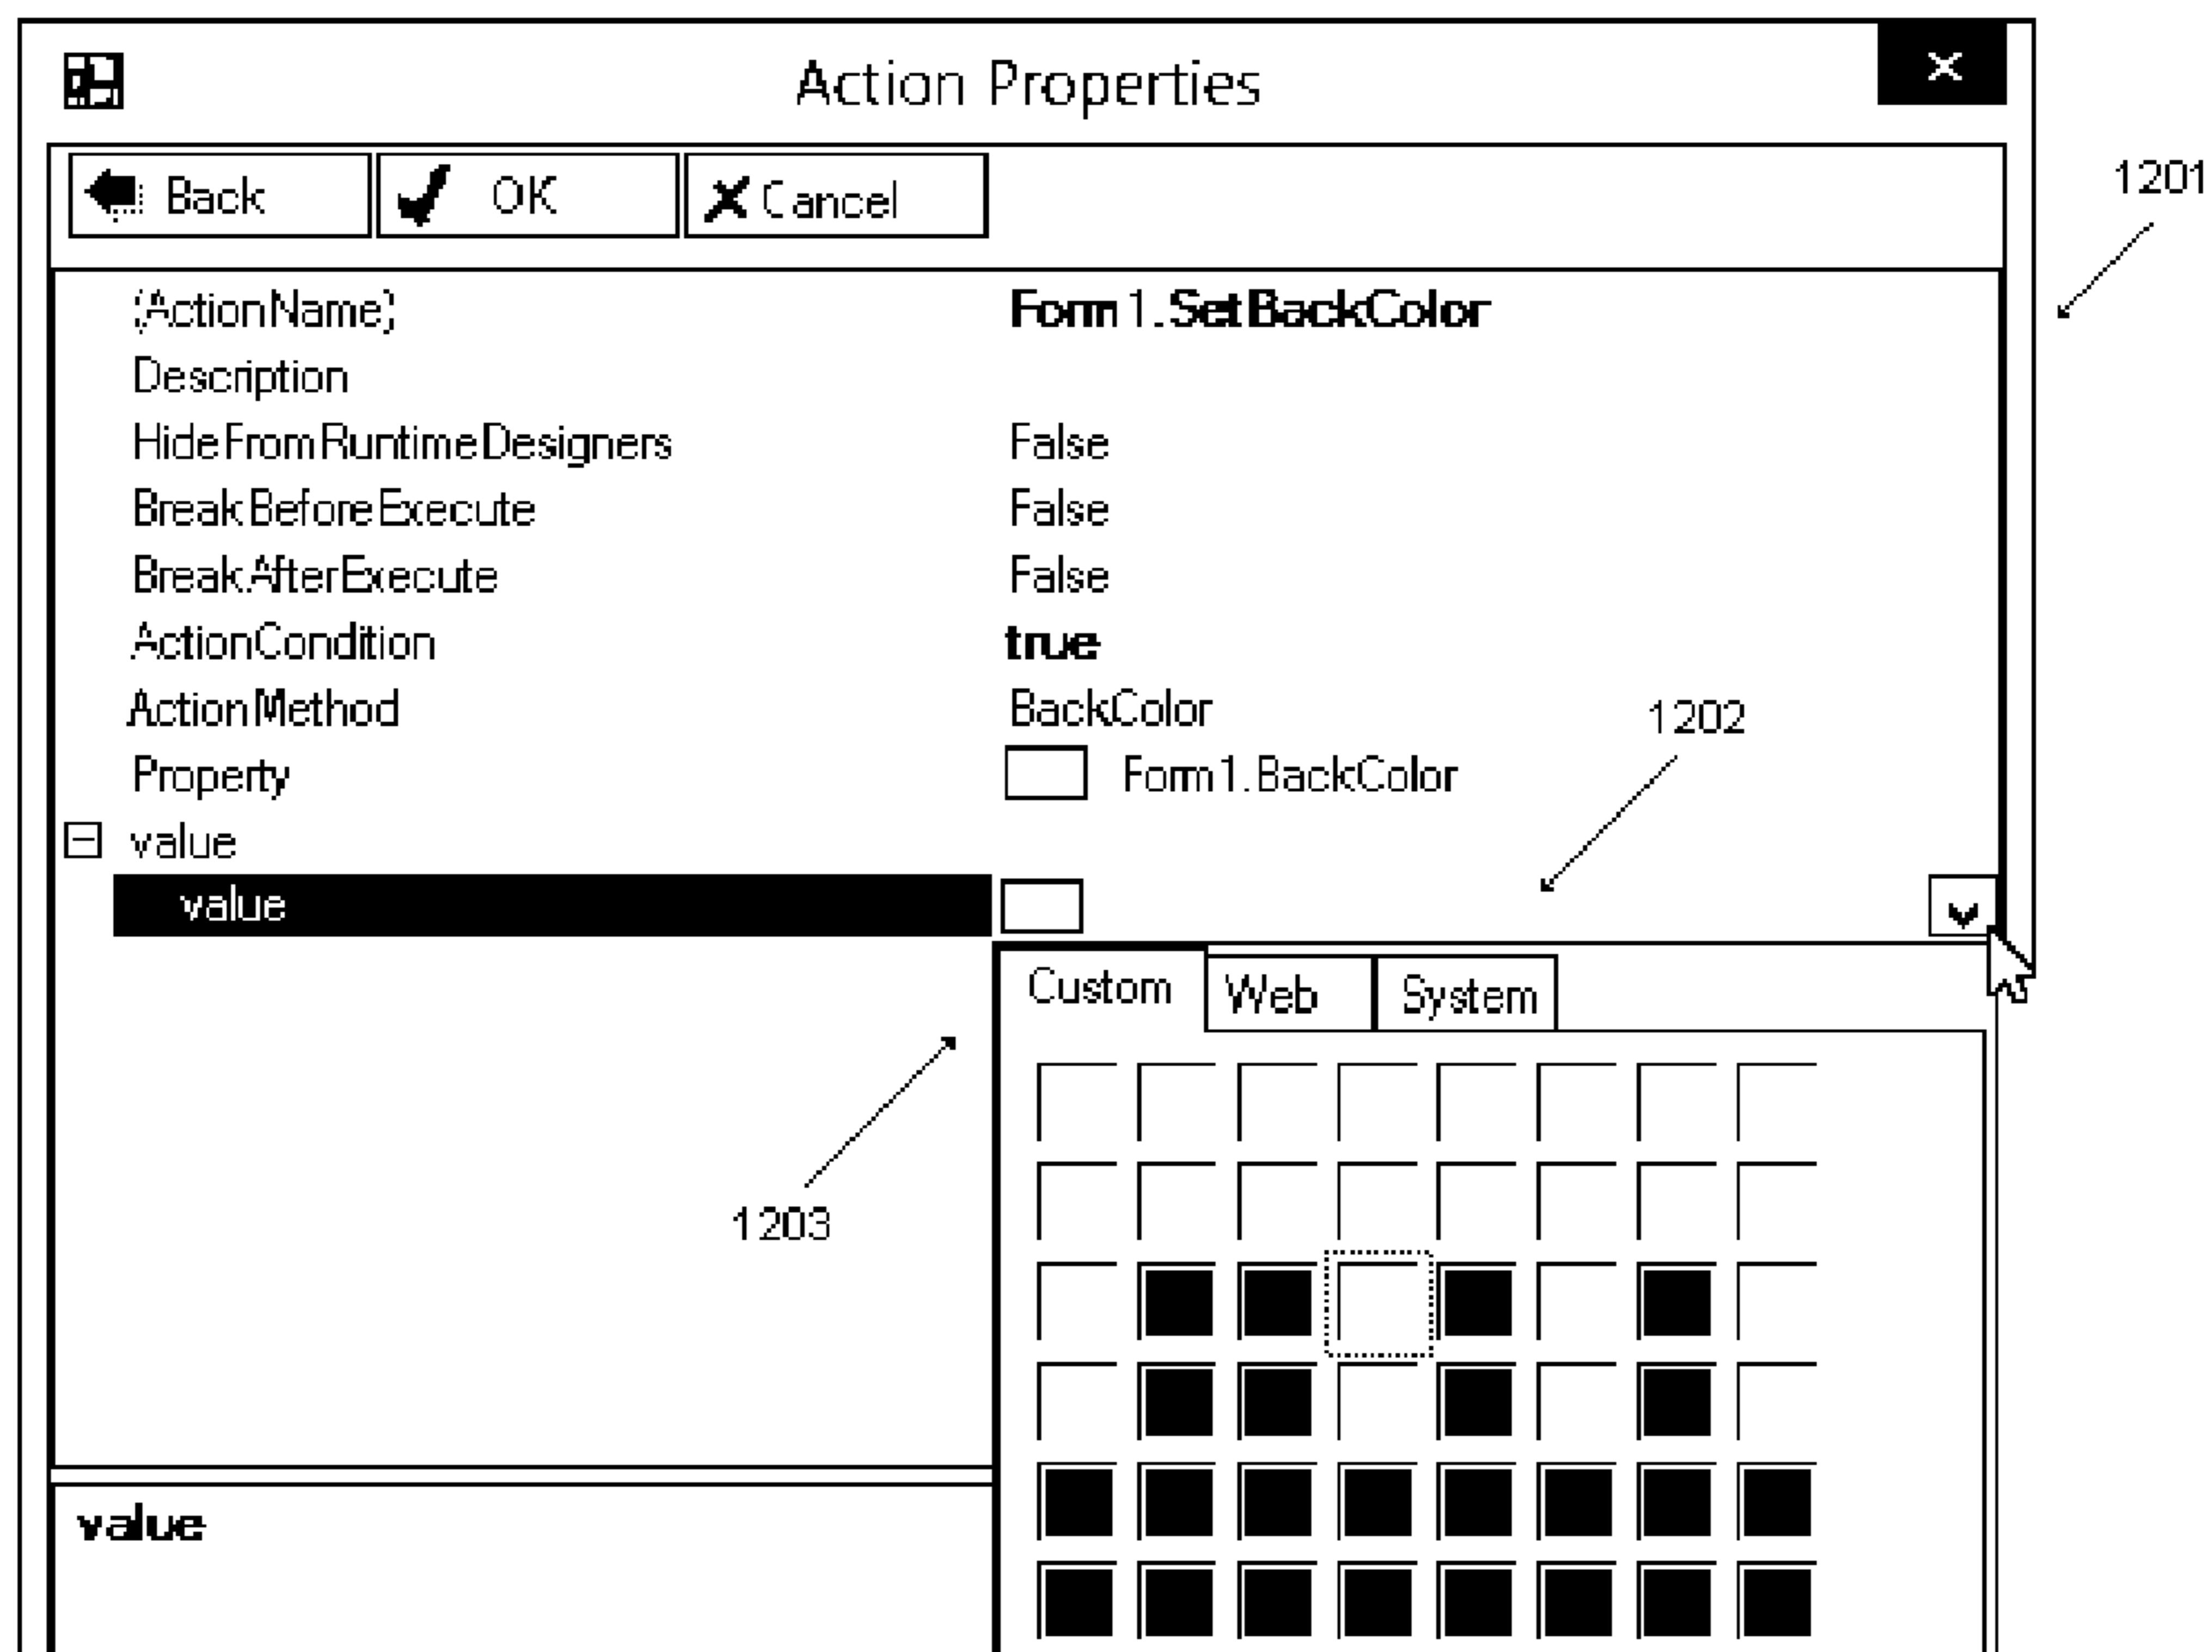 Action Properties
x
Back OK Cancel
1201
(ActionName) Form1.SetBackColor
Description
HideFromRuntimeDesigners False
BreakBeforeExecute False
BreakAfterExecute False
ActionCondition true
ActionMethod BackColor
1202
Property Form1.BackColor
value
value
Custom Web System
1203
value